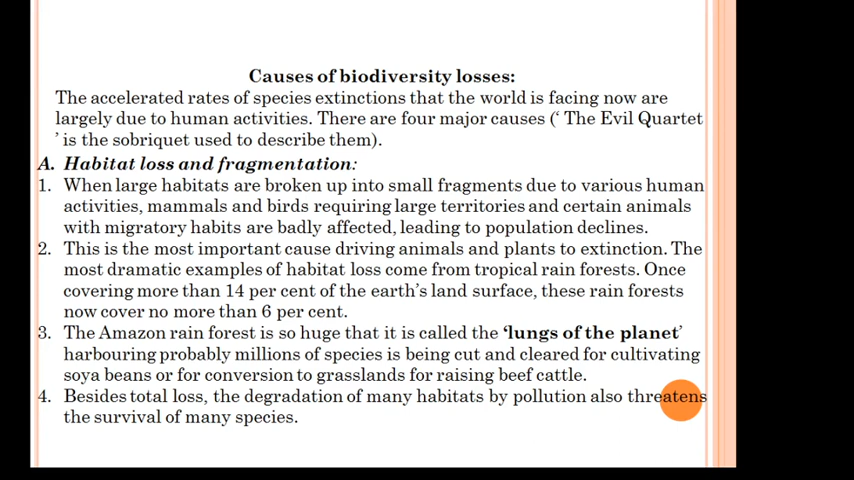 Causes of biodiversity losses:
The accelerated rates of species extinctions that the world is facing now are
largely due to human activities. There are four major causes (‘ The Evil Quartet
’ is the sobriquet used to describe them).
A. Habitat loss and fragmentation:
1. When large habitats are broken up into small fragments due to various human
activities, mammals and birds requiring large territories and certain animals
with migratory habits are badly affected, leading to population declines.
2. This is the most important cause driving animals and plants to extinction. The
most dramatic examples of habitat loss come from tropical rain forests. Once
covering more than 14 per cent of the earth’s land surface, these rain forests
now cover no more than 6 per cent.
3. The Amazon rain forest is so huge that it is called the ‘lungs of the planet’
harbouring probably millions of species is being cut and cleared for cultivating
soya beans or for conversion to grasslands for raising beef cattle.
4. Besides total loss, the degradation of many habitats by pollution also threatens
the survival of many species.